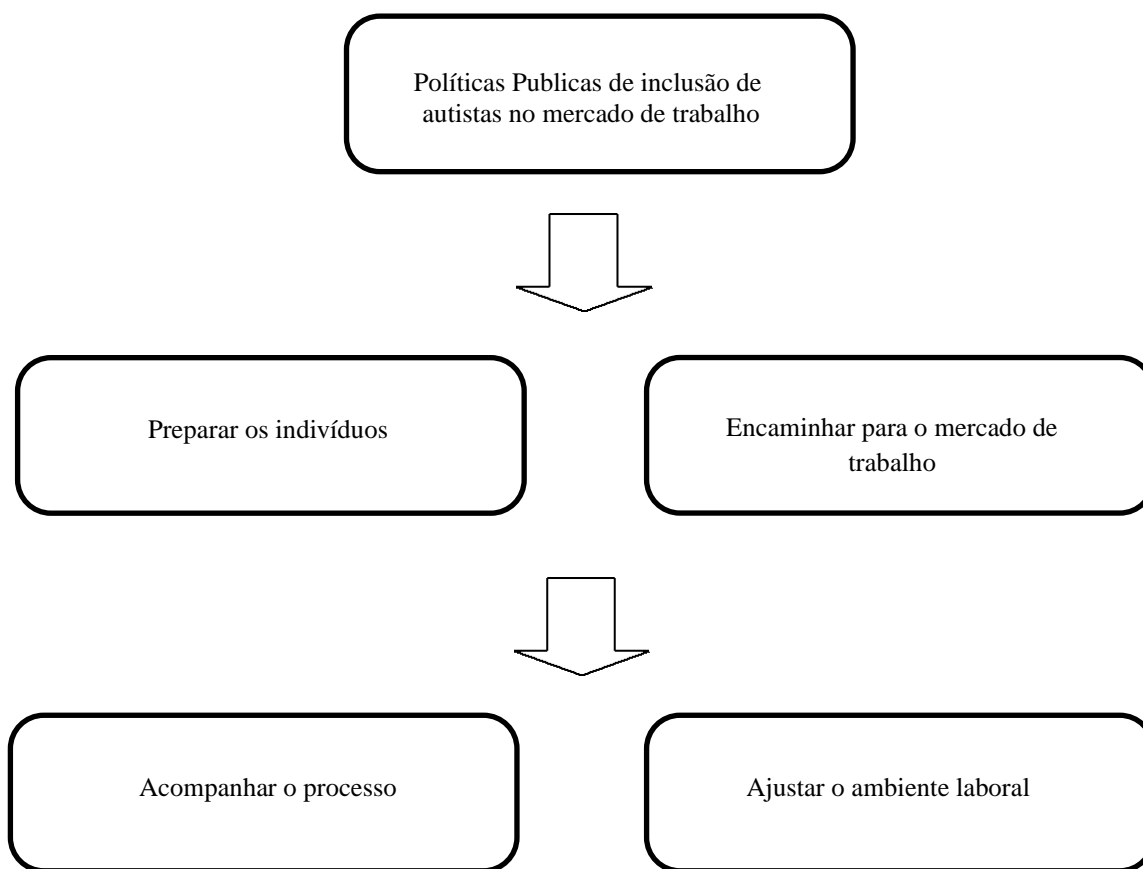 Políticas Publicas de inclusão de
autistas no mercado de trabalho
Preparar os indivíduos
Encaminhar para o mercado de
trabalho
Acompanhar o processo
Ajustar o ambiente laboral